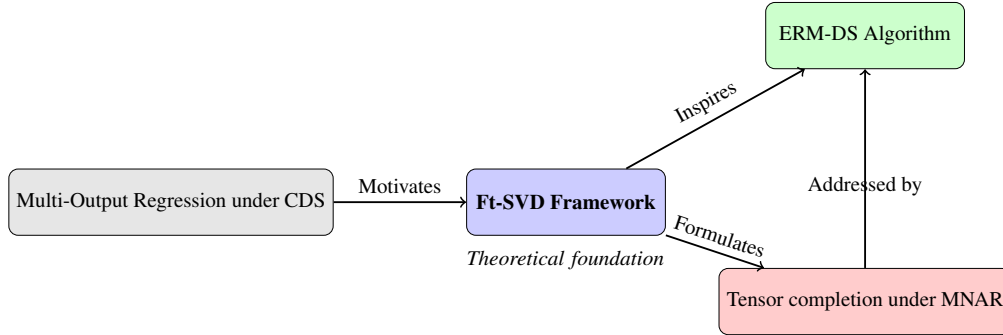 ERM-DS Algorithm
Inspires
Multi-Output Regression under CDS
Motivates
Ft-SVD Framework
Addressed by
Formulates
Theoretical foundation
Tensor completion under MNAR